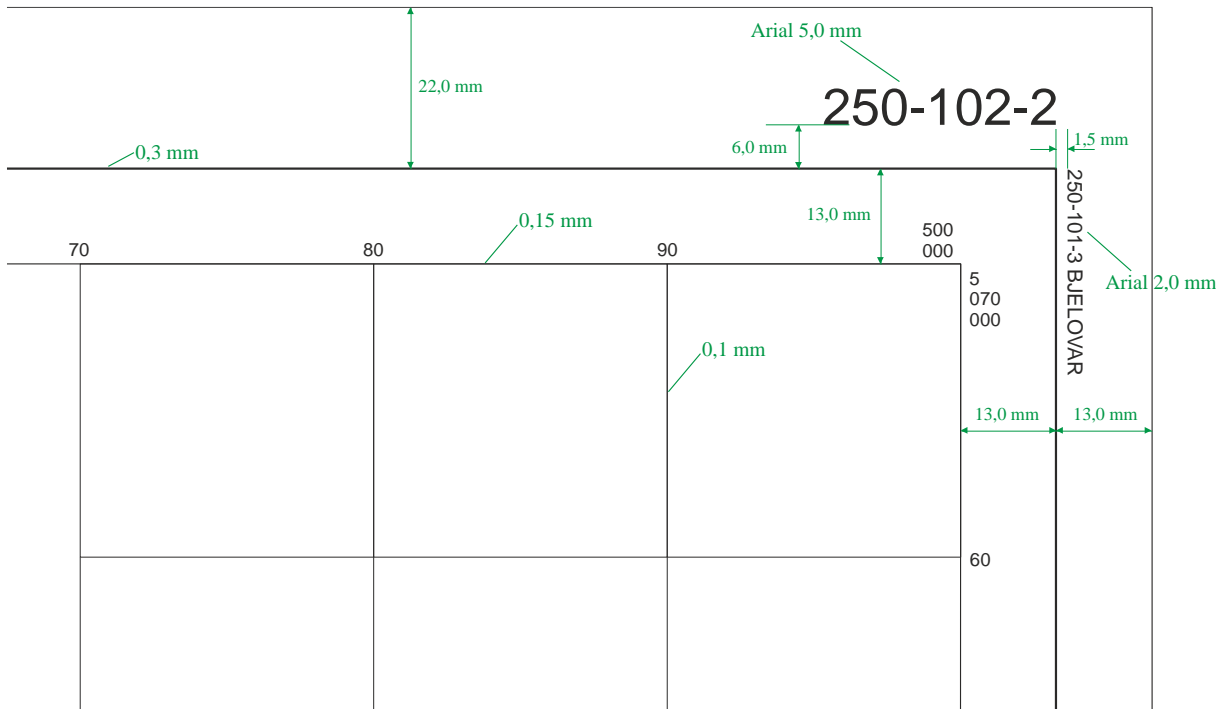 Arial 5,0 mm
22,0 mm
250-102-2
6,0 mm
1,5 mm
0,3 mm
250-101-3 BJELOVAR
13,0 mm
0,15 mm
500
000
70
80
90
5
070
000
Arial 2,0 mm
0,1 mm
13,0 mm
13,0 mm
60